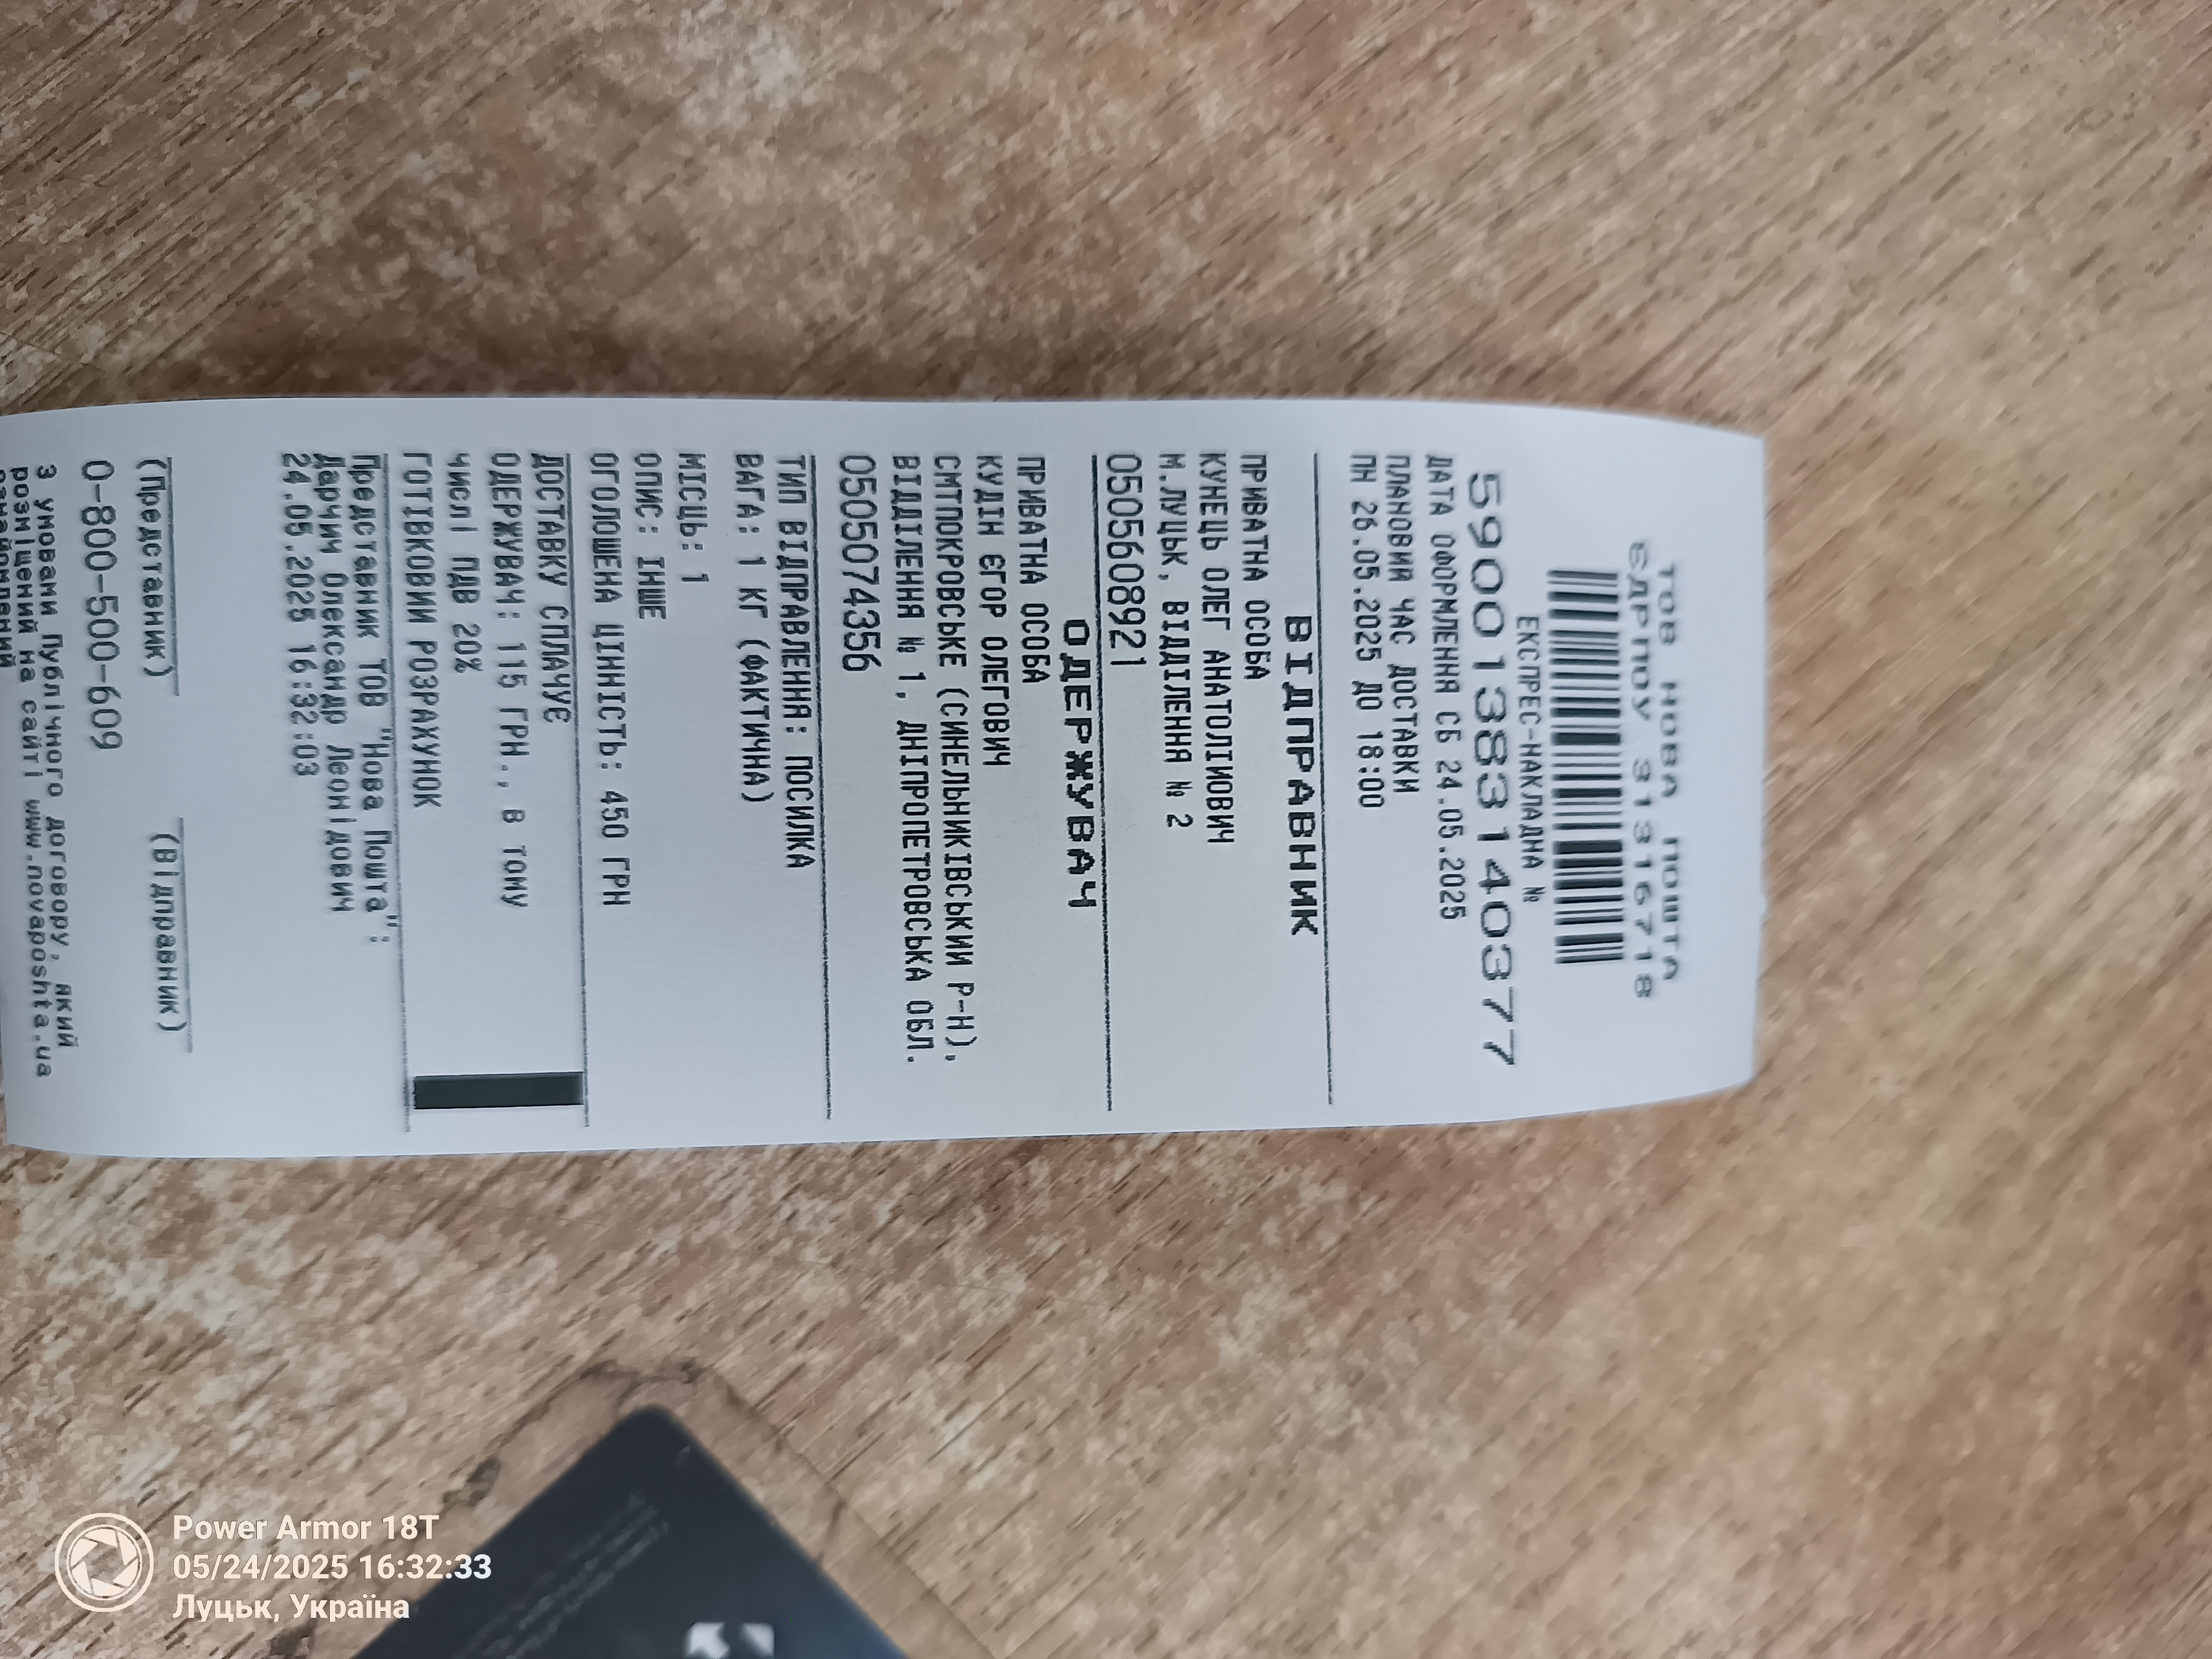 ТОВ НОВА ПОШТА
ЄДРПОУ 31316718
ЕКСПРЕС-НАКЛАДНА №
59001383140377
ДАТА ОФОРМЛЕННЯ СБ 24.05.2025
ПЛАНОВИЙ ЧАС ДОСТАВКИ
ПН 26.05.2025 ДО 18:00
ВІДПРАВНИК
ПРИВАТНА ОСОБА
КУНЕЦЬ ОЛЕГ АНАТОЛІЙОВИЧ
М.ЛУЦЬК, ВІДДІЛЕННЯ № 2
0505608921
ОДЕРЖУВАЧ
ПРИВАТНА ОСОБА
КУДІН ЄГОР ОЛЕГОВИЧ
СМТПОКРОВСЬКЕ (СИНЕЛЬНИКІВСЬКИЙ Р-Н),
ВІДДІЛЕННЯ № 1, ДНІПРОПЕТРОВСЬКА ОБЛ.
0505074356
ТИП ВІДПРАВЛЕННЯ: ПОСИЛКА
ВАГА: 1 КГ (ФАКТИЧНА)
МІСЦЬ: 1
ОПИС: ІНШЕ
ОГОЛОШЕНА ЦІННІСТЬ: 450 ГРН
ДОСТАВКУ СПЛАЧУЄ
ОДЕРЖУВАЧ: 115 ГРН., В ТОМУ
ЧИСЛІ ПДВ 20%
ГОТІВКОВИЙ РОЗРАХУНОК
Представник ТОВ "Нова Пошта":
Дарчич Олександр Леонідович
24.05.2025 16:32:03
(Представник) (Відправник)
0-800-500-609
З умовами Публічного договору, який
розміщений на сайті www.novaposhta.ua
ознайомлений
Power Armor 18T
05/24/2025 16:32:33
Луцьк, Україна